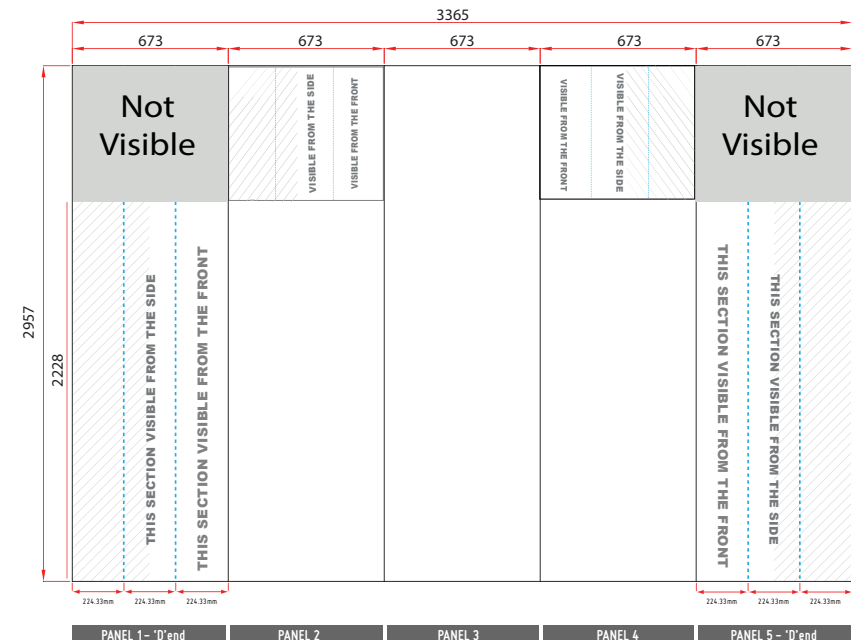 3365
673
673
673
673
673
Not
Visible
VISIBLE FROM THE SIDE
VISIBLE FROM THE FRONT
VISIBLE FROM THE FRONT
VISIBLE FROM THE SIDE
Not
Visible
2957
2228
THIS SECTION VISIBLE FROM THE SIDE
THIS SECTION VISIBLE FROM THE FRONT
THIS SECTION VISIBLE FROM THE FRONT
THIS SECTION VISIBLE FROM THE SIDE
224.33mm
224.33mm
224.33mm
224.33mm
224.33mm
224.33mm
PANEL 1 - 'D'end
PANEL 2
PANEL 3
PANEL 4
PANEL 5 - 'D'end